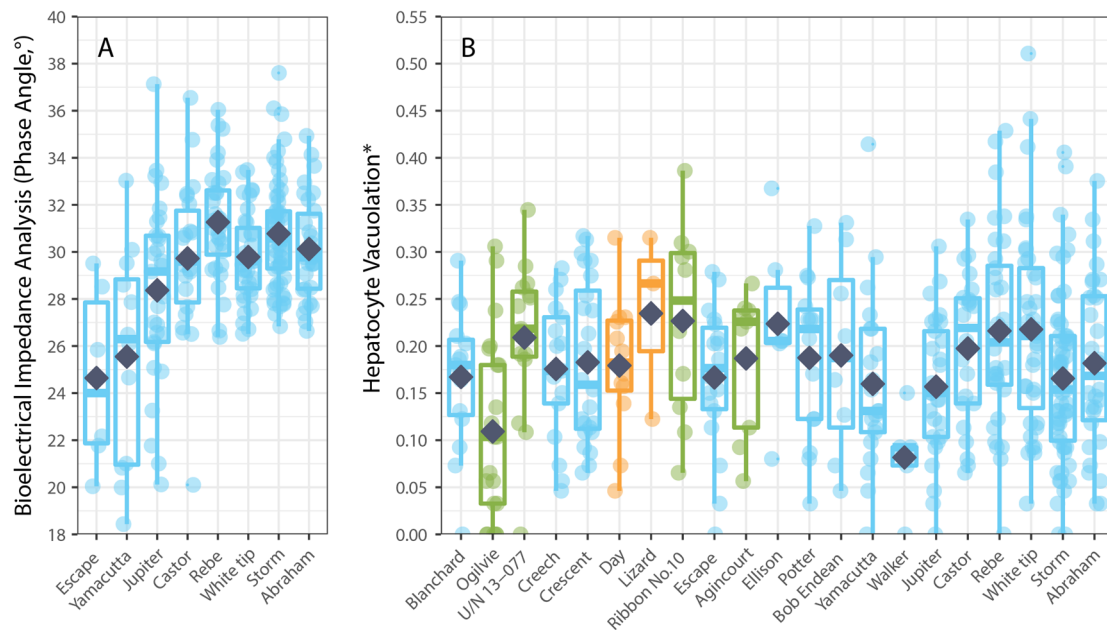 A
Bioelectrical Impedance Analysis (Phase Angle,°)
40
38
36
34
32
30
28
26
24
22
20
18
Escape
Yamacutta
Jupiter
Castor
Rebe
White tip
Storm
Abraham
B
Hepatocyte Vacuolation*
0.55
0.50
0.45
0.40
0.35
0.30
0.25
0.20
0.15
0.10
0.05
0.00
Blanchard
Ogilvie
U/N 13–077
Creech
Crescent
Day
Lizard
Ribbon No.10
Escape
Agincourt
Ellison
Potter
Bob Endean
Yamacutta
Walker
Jupiter
Castor
Rebe
White tip
Storm
Abraham